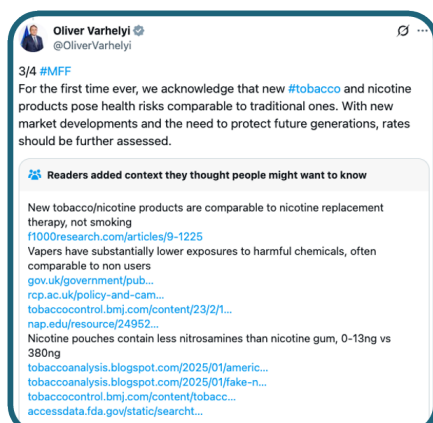 Oliver Varhelyi
@OliverVarhelyi
3/4 #MFF
For the first time ever, we acknowledge that new #tobacco and nicotine
products pose health risks comparable to traditional ones. With new
market developments and the need to protect future generations, rates
should be further assessed.
Readers added context they thought people might want to know
New tobacco/nicotine products are comparable to nicotine replacement
therapy, not smoking
f1000research.com/articles/9-1225
Vapers have substantially lower exposures to harmful chemicals, often
comparable to non users
gov.uk/government/pub...
rcp.ac.uk/policy-and-cam...
tobaccocontrol.bmj.com/content/23/2/1...
nap.edu/resource/24952...
Nicotine pouches contain less nitrosamines than nicotine gum, 0-13ng vs
380ng
tobaccoanalysis.blogspot.com/2025/01/americ...
tobaccoanalysis.blogspot.com/2025/01/fake-n...
tobaccocontrol.bmj.com/content/tobacc...
accessdata.fda.gov/static/searcht...